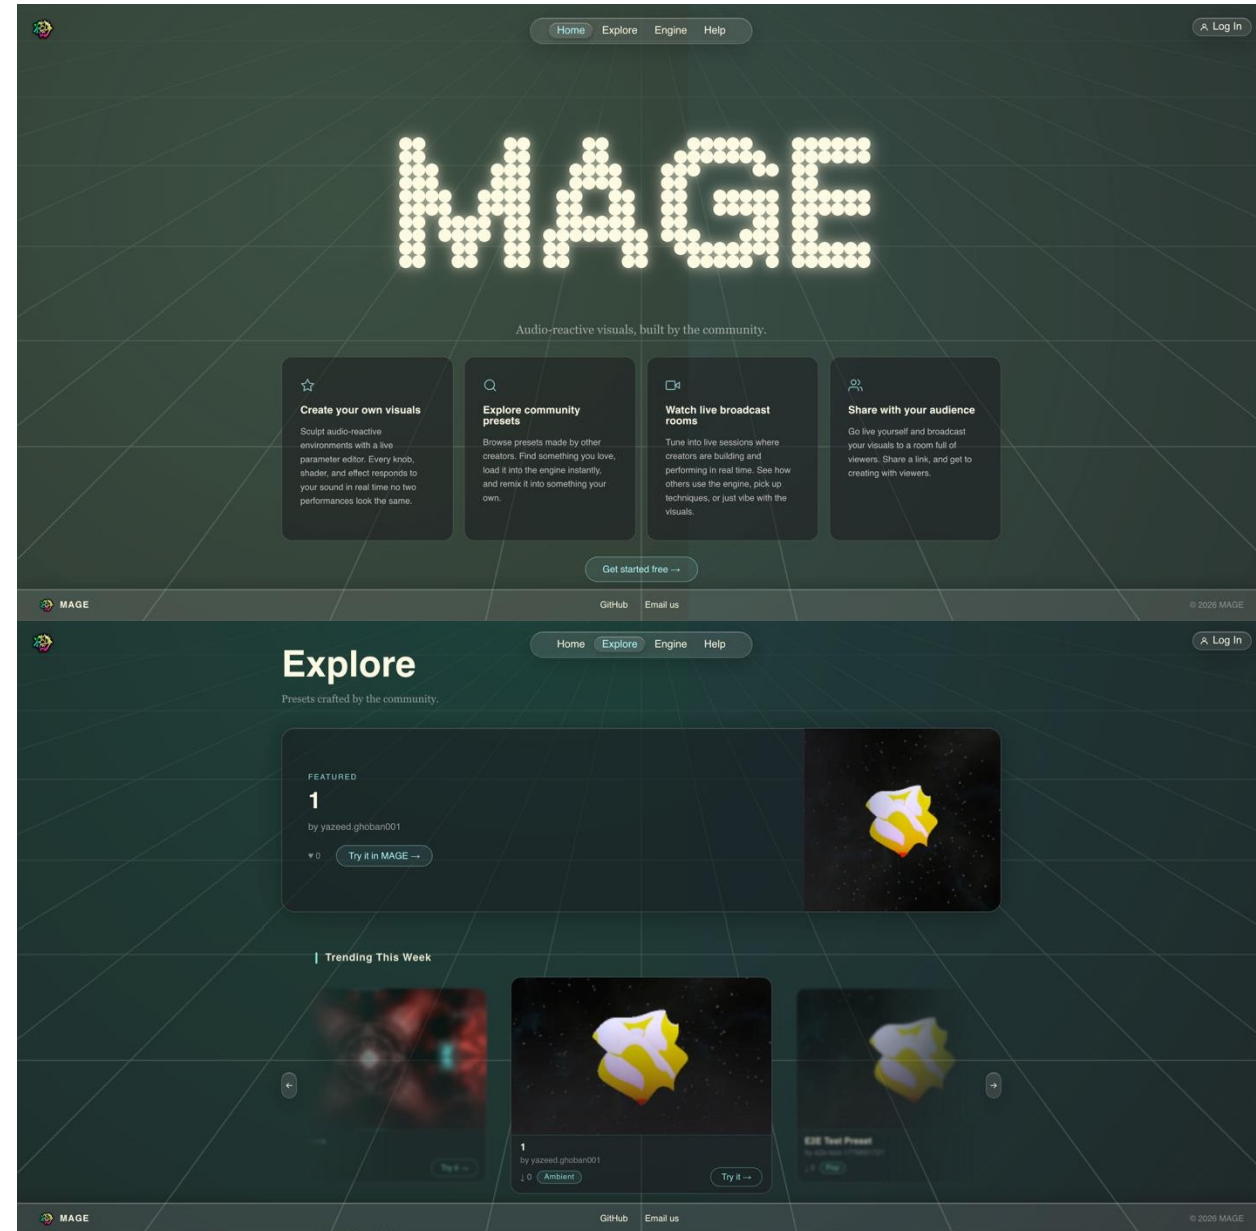 Home Explore Engine Help
Log In
MAGE
Audio-reactive visuals, built by the community.
Create your own visuals
Sculpt audio-reactive
environments with a live
parameter editor. Every knob,
shader, and effect responds to
your sound in real time no two
performances look the same.
Explore community
presets
Browse presets made by other
creators. Find something you love,
load it into the engine instantly,
and remix it into something your
own.
Watch live broadcast
rooms
Tune into live sessions where
creators are building and
performing in real time. See how
others use the engine, pick up
techniques, or just vibe with the
visuals.
Share with your audience
Go live yourself and broadcast
your visuals to a room full of
viewers. Share a link, and get to
creating with viewers.
Get started free →
MAGE
GitHub Email us
© 2026 MAGE
Home Explore Engine Help
Log In
Explore
Presets crafted by the community.
FEATURED
1
by yazeed.ghoban001
♥ 0 Try it in MAGE →
Trending This Week
Try it →
←
1
by yazeed.ghoban001
↓ 0 Ambient
Try it →
E2E Test Preset
↓ 0 Pop
→
MAGE
GitHub Email us
© 2026 MAGE